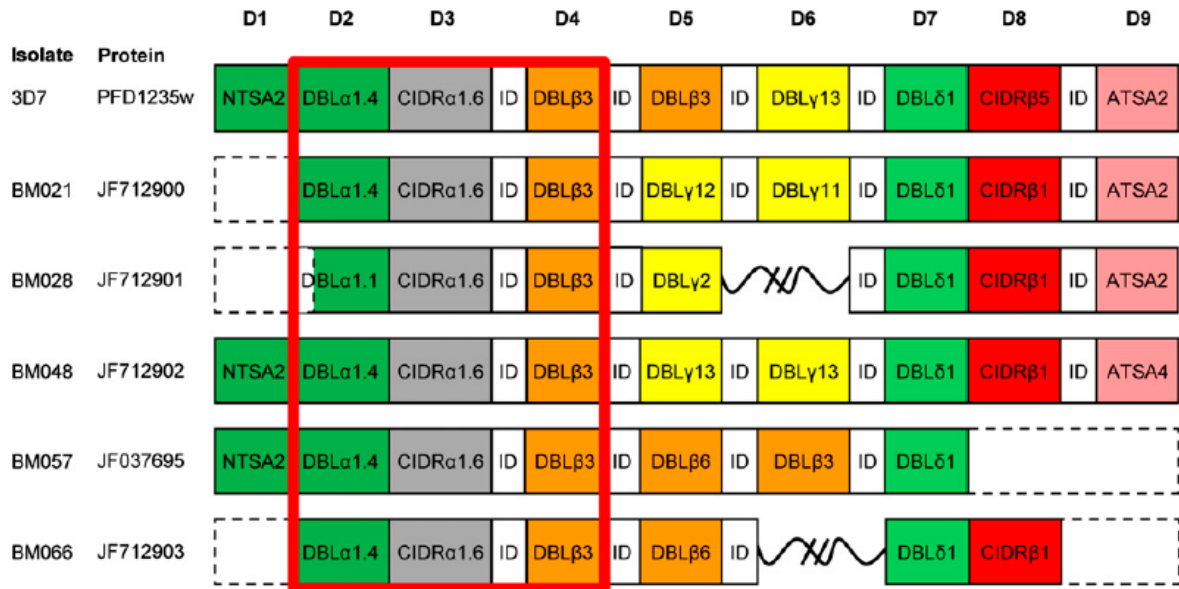 D1 D2 D3 D4 D5 D6 D7 D8 D9
Isolate Protein
3D7 PFD1235w NTSA2 DBLα1.4 CIDRα1.6 ID DBLβ3 ID DBLβ3 ID DBLγ13 ID DBLδ1 CIDRβ5 ID ATSA2
BM021 JF712900 DBLα1.4 CIDRα1.6 ID DBLβ3 ID DBLγ12 ID DBLγ11 ID DBLδ1 CIDRβ1 ID ATSA2
BM028 JF712901 DBLα1.1 CIDRα1.6 ID DBLβ3 ID DBLγ2 ID DBLδ1 CIDRβ1 ID ATSA2
BM048 JF712902 NTSA2 DBLα1.4 CIDRα1.6 ID DBLβ3 ID DBLγ13 ID DBLγ13 ID DBLδ1 CIDRβ1 ID ATSA4
BM057 JF037695 NTSA2 DBLα1.4 CIDRα1.6 ID DBLβ3 ID DBLβ6 ID DBLβ3 ID DBLδ1
BM066 JF712903 DBLα1.4 CIDRα1.6 ID DBLβ3 ID DBLβ6 ID DBLδ1 CIDRβ1